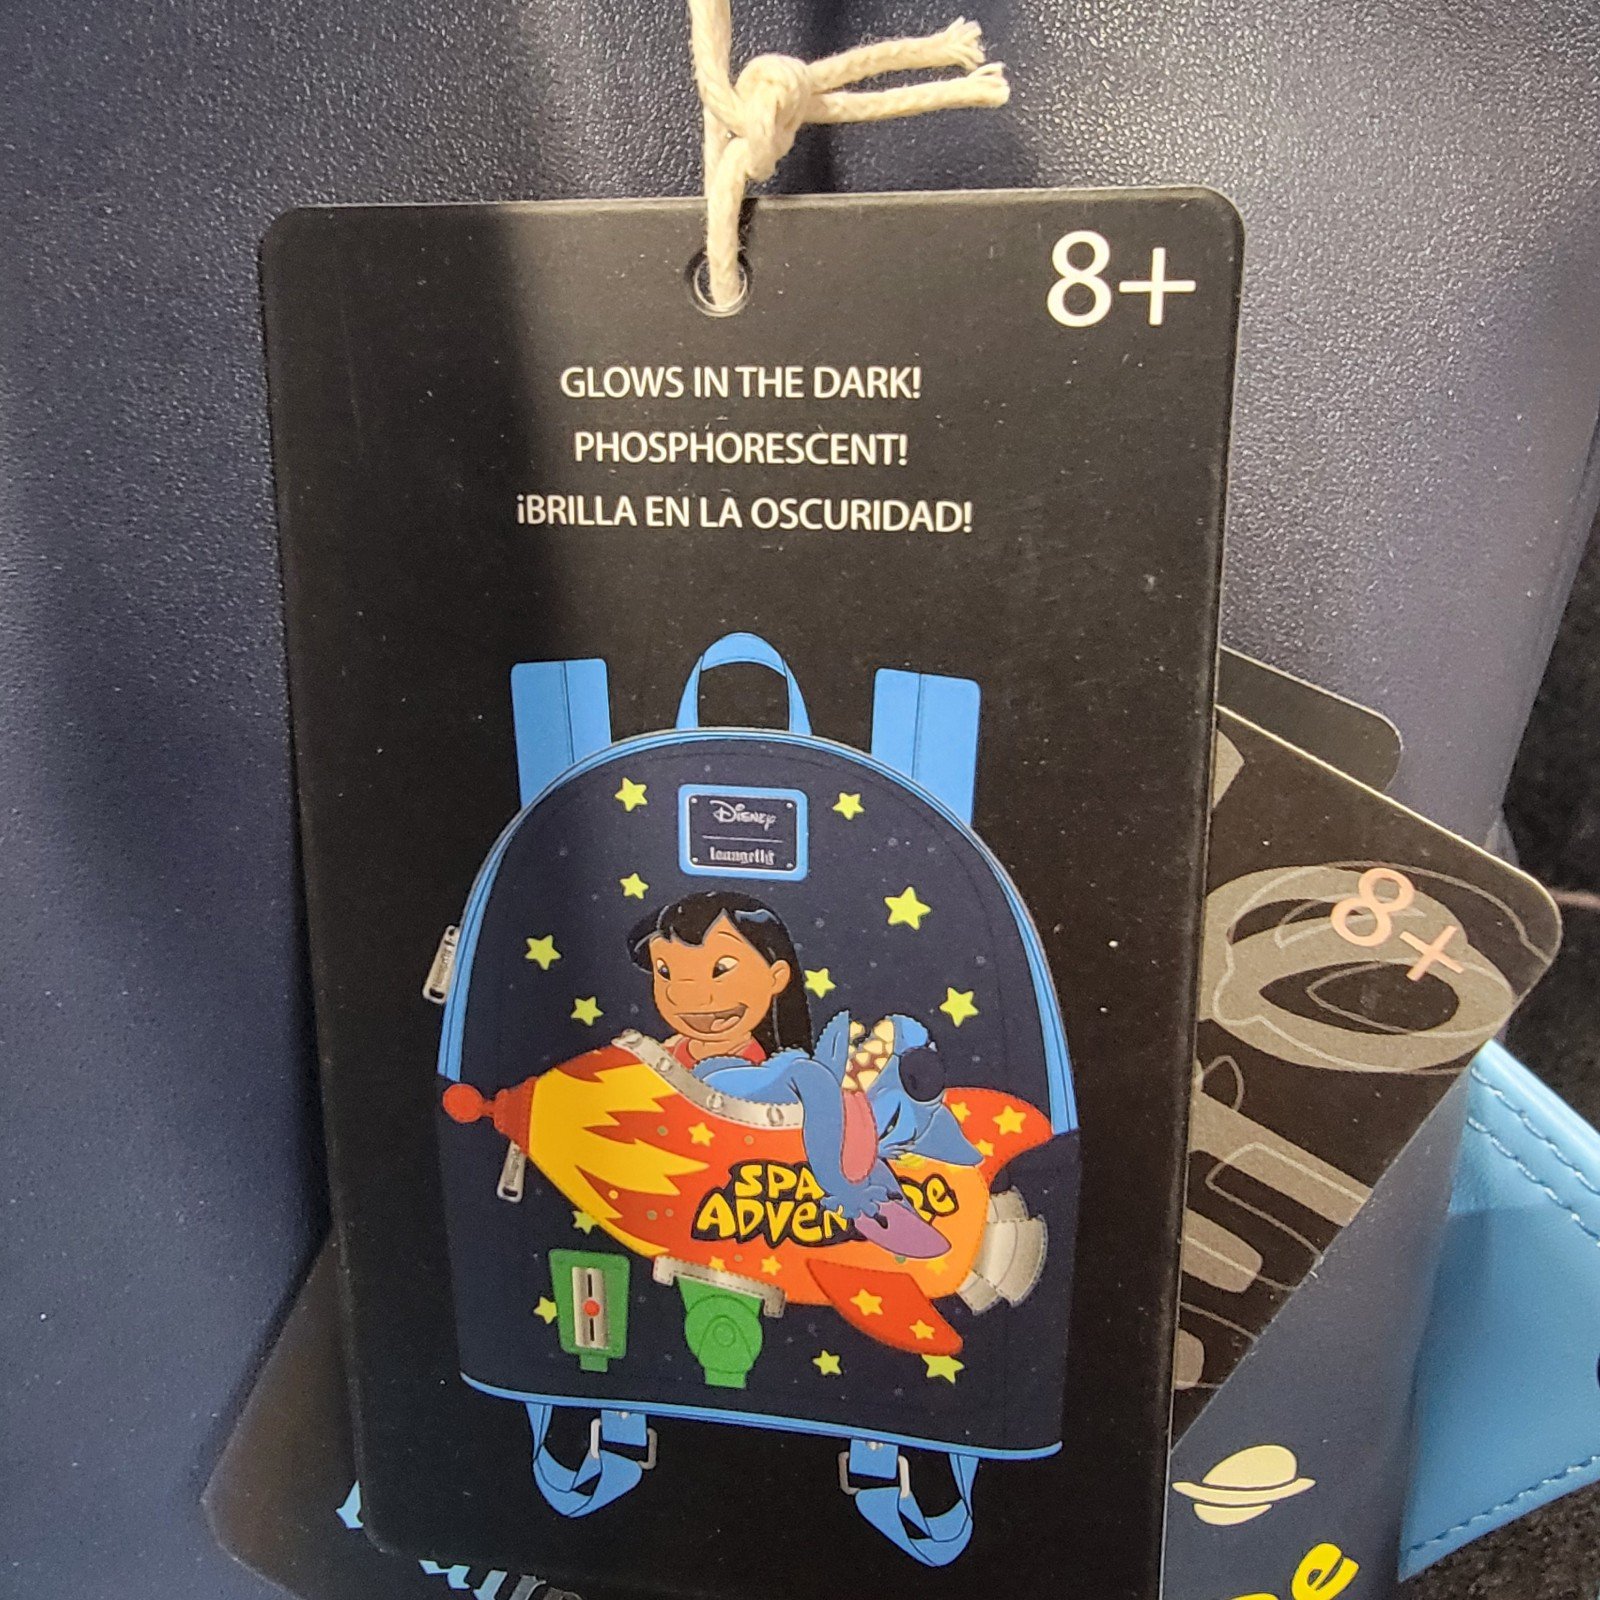 8+
GLOWS IN THE DARK!
PHOSPHORESCENT!
¡BRILLA EN LA OSCURIDAD!
Disney
Loungefly
8+